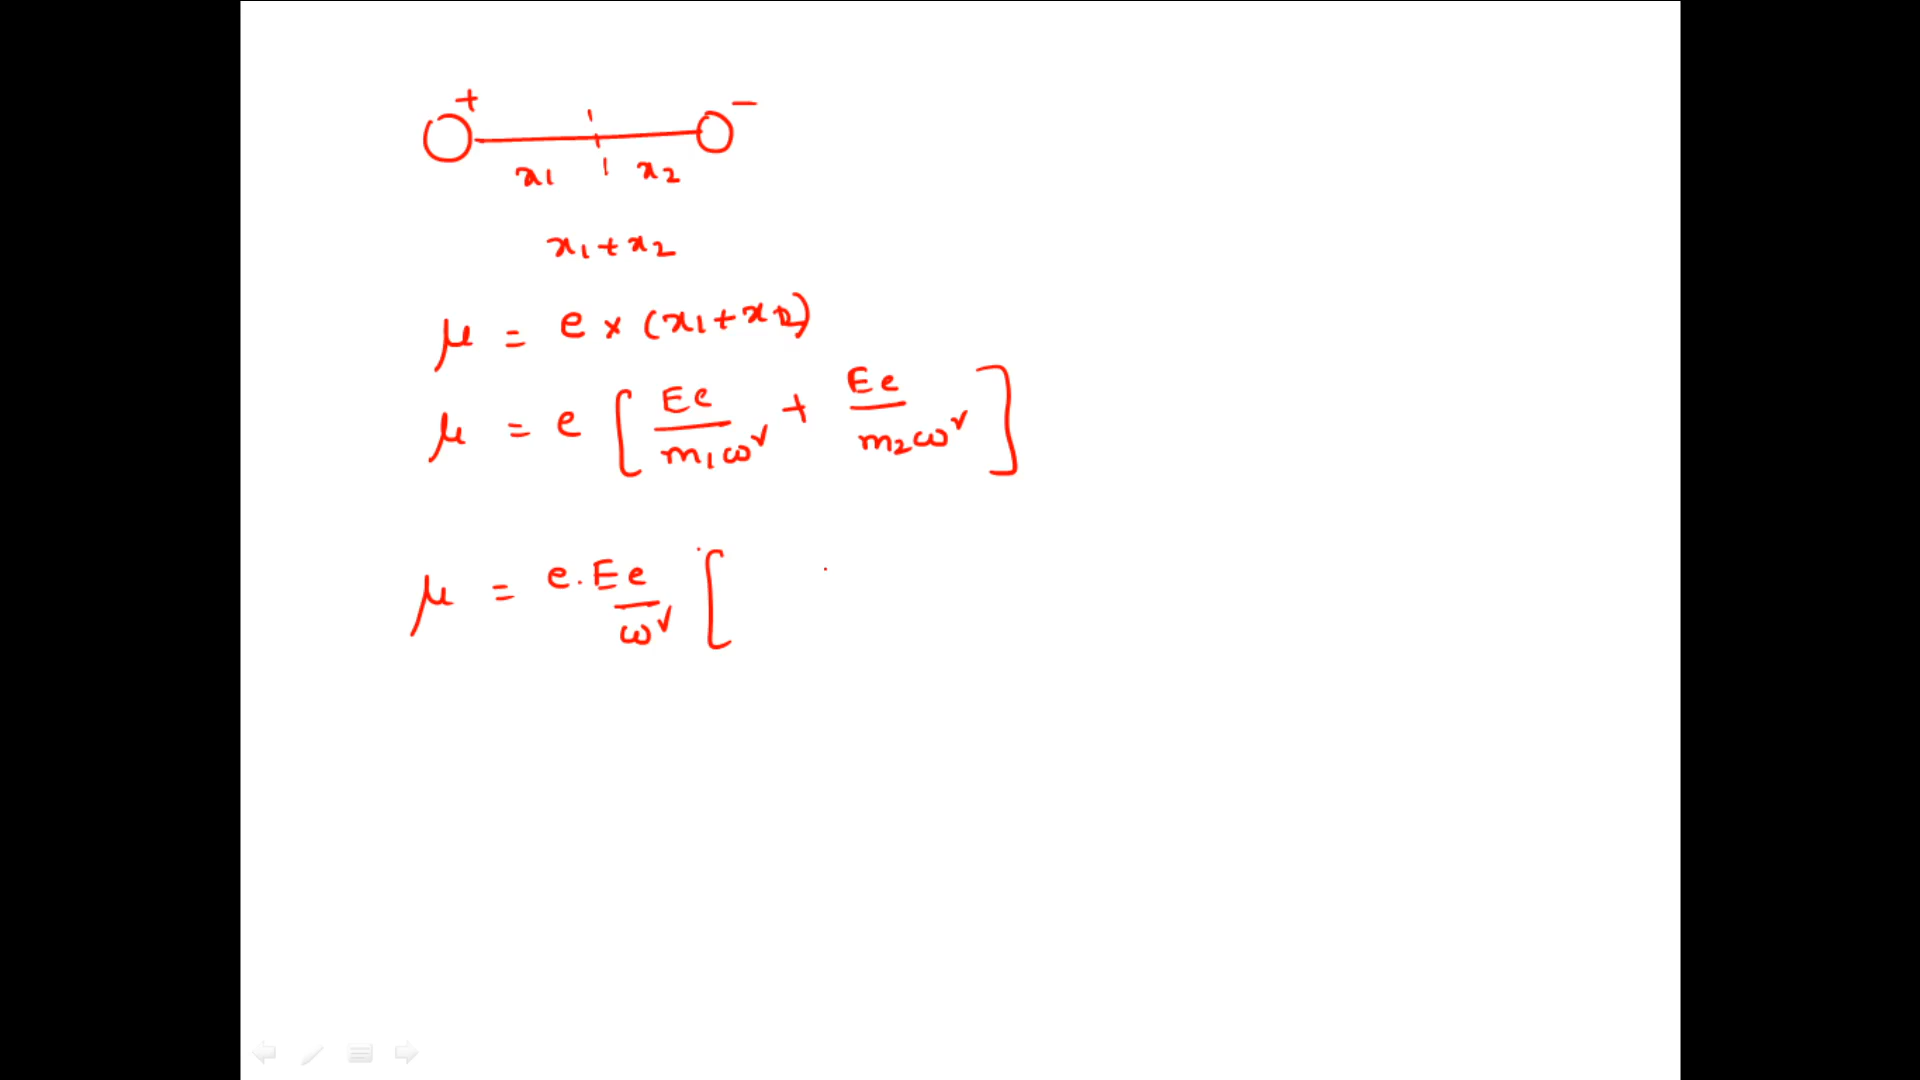 + −
x₁ x₂
x₁ + x₂
μ = e × (x₁ + x₂)
μ = e [ Ee/m₁ω² + Ee/m₂ω² ]
μ = e · Ee/ω² [